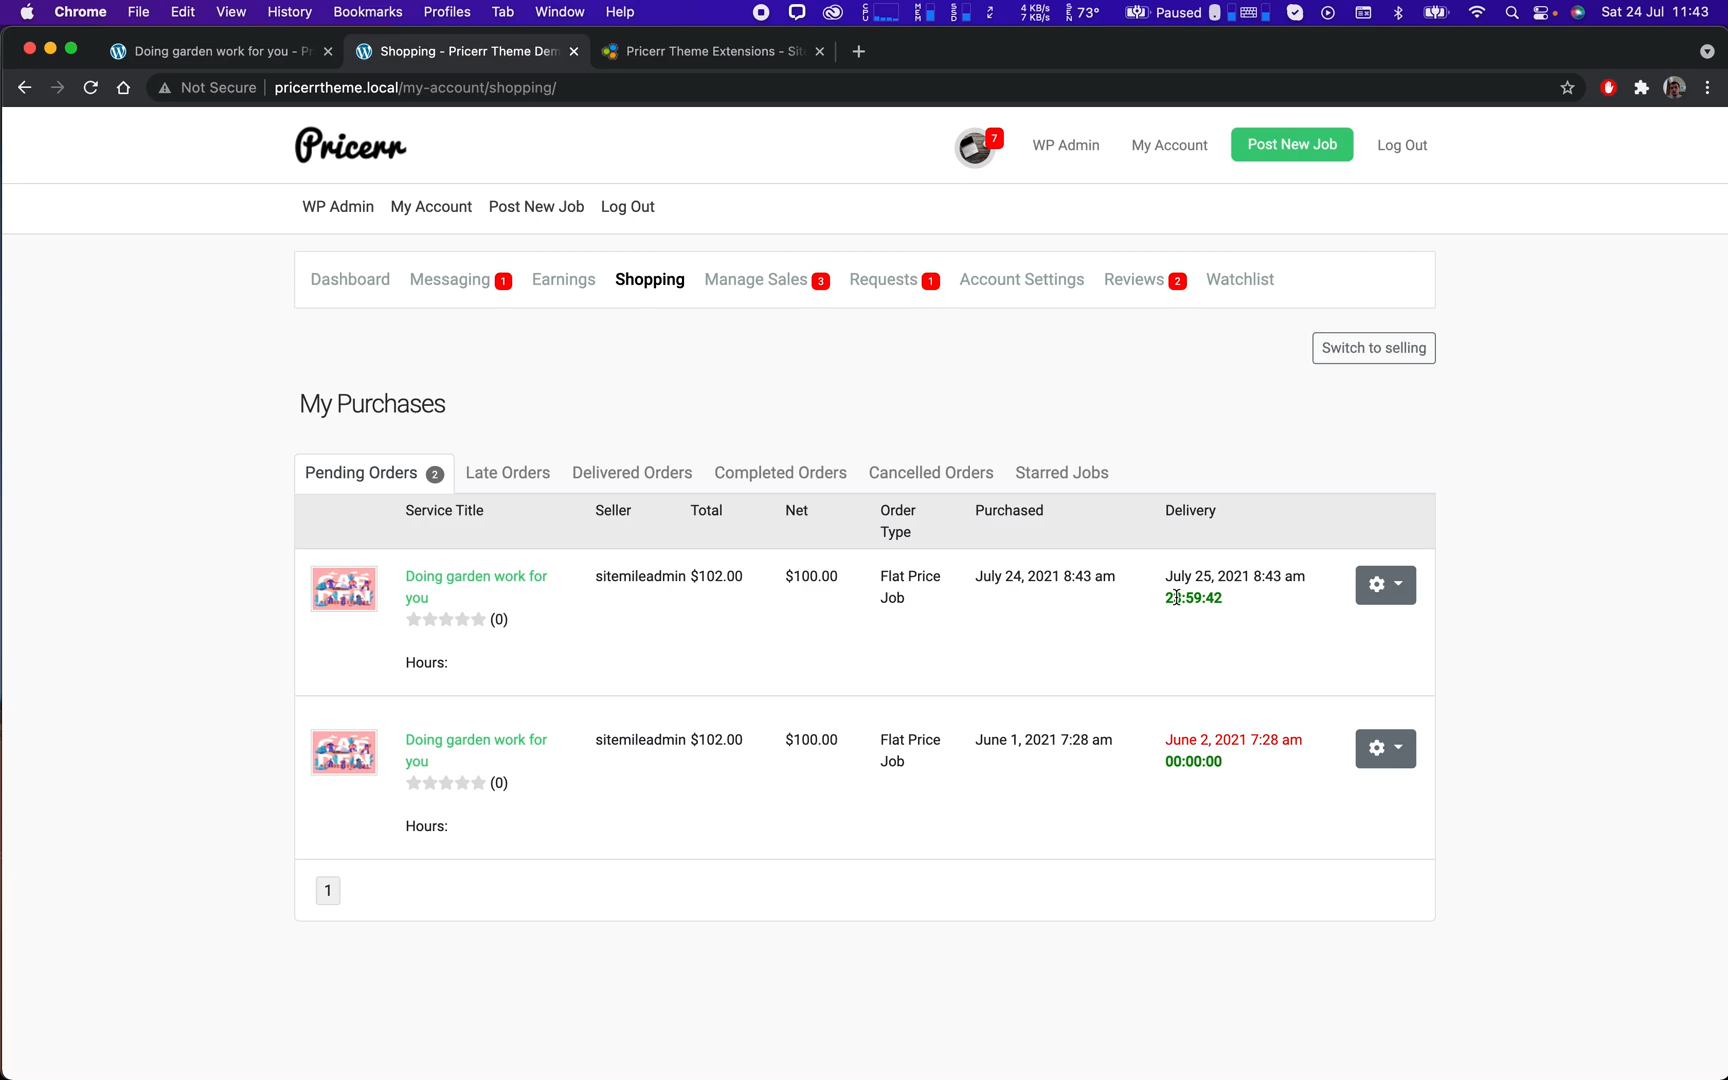 Chrome File Edit View History Bookmarks Profiles Tab Window Help 4 KB/s 7 KB/s 73° Paused Sat 24 Jul 11:43
Doing garden work for you - Pr Shopping - Pricerr Theme Dem Pricerr Theme Extensions - Sit
Not Secure pricerrtheme.local/my-account/shopping/
Pricerr 7 WP Admin My Account Post New Job Log Out
WP Admin My Account Post New Job Log Out
Dashboard Messaging 1 Earnings Shopping Manage Sales 3 Requests 1 Account Settings Reviews 2 Watchlist
Switch to selling
My Purchases
Pending Orders 2 Late Orders Delivered Orders Completed Orders Cancelled Orders Starred Jobs
Service Title Seller Total Net Order Type Purchased Delivery
Doing garden work for you sitemileadmin $102.00 $100.00 Flat Price Job July 24, 2021 8:43 am July 25, 2021 8:43 am
:59:42
(0)
Hours:
Doing garden work for you sitemileadmin $102.00 $100.00 Flat Price Job June 1, 2021 7:28 am June 2, 2021 7:28 am
00:00:00
(0)
Hours:
1